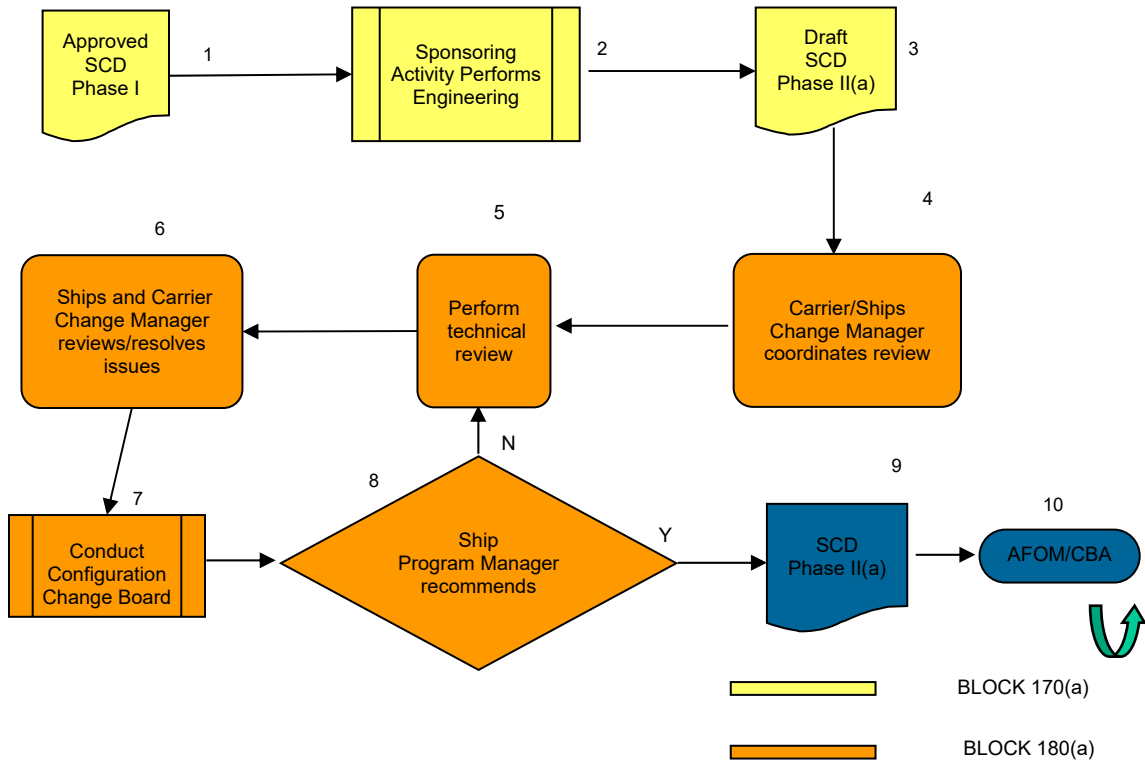 Approved
SCD
Phase I
1
Sponsoring
Activity Performs
Engineering
2
Draft
SCD
Phase II(a)
3
4
Carrier/Ships
Change Manager
coordinates review
5
Perform
technical
review
6
Ships and Carrier
Change Manager
reviews/resolves
issues
7
Conduct
Configuration
Change Board
8
Ship
Program Manager
recommends
N
Y
9
SCD
Phase II(a)
10
AFOM/CBA
BLOCK 170(a)
BLOCK 180(a)